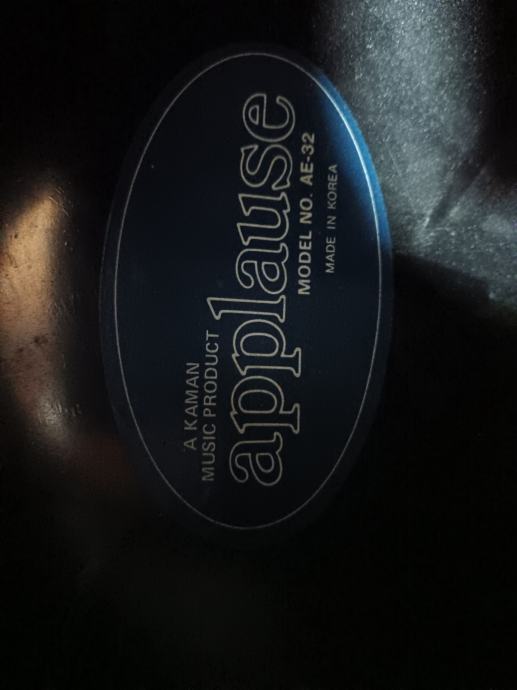 A KAMAN
MUSIC PRODUCT
applause
MODEL NO. AE-32
MADE IN KOREA